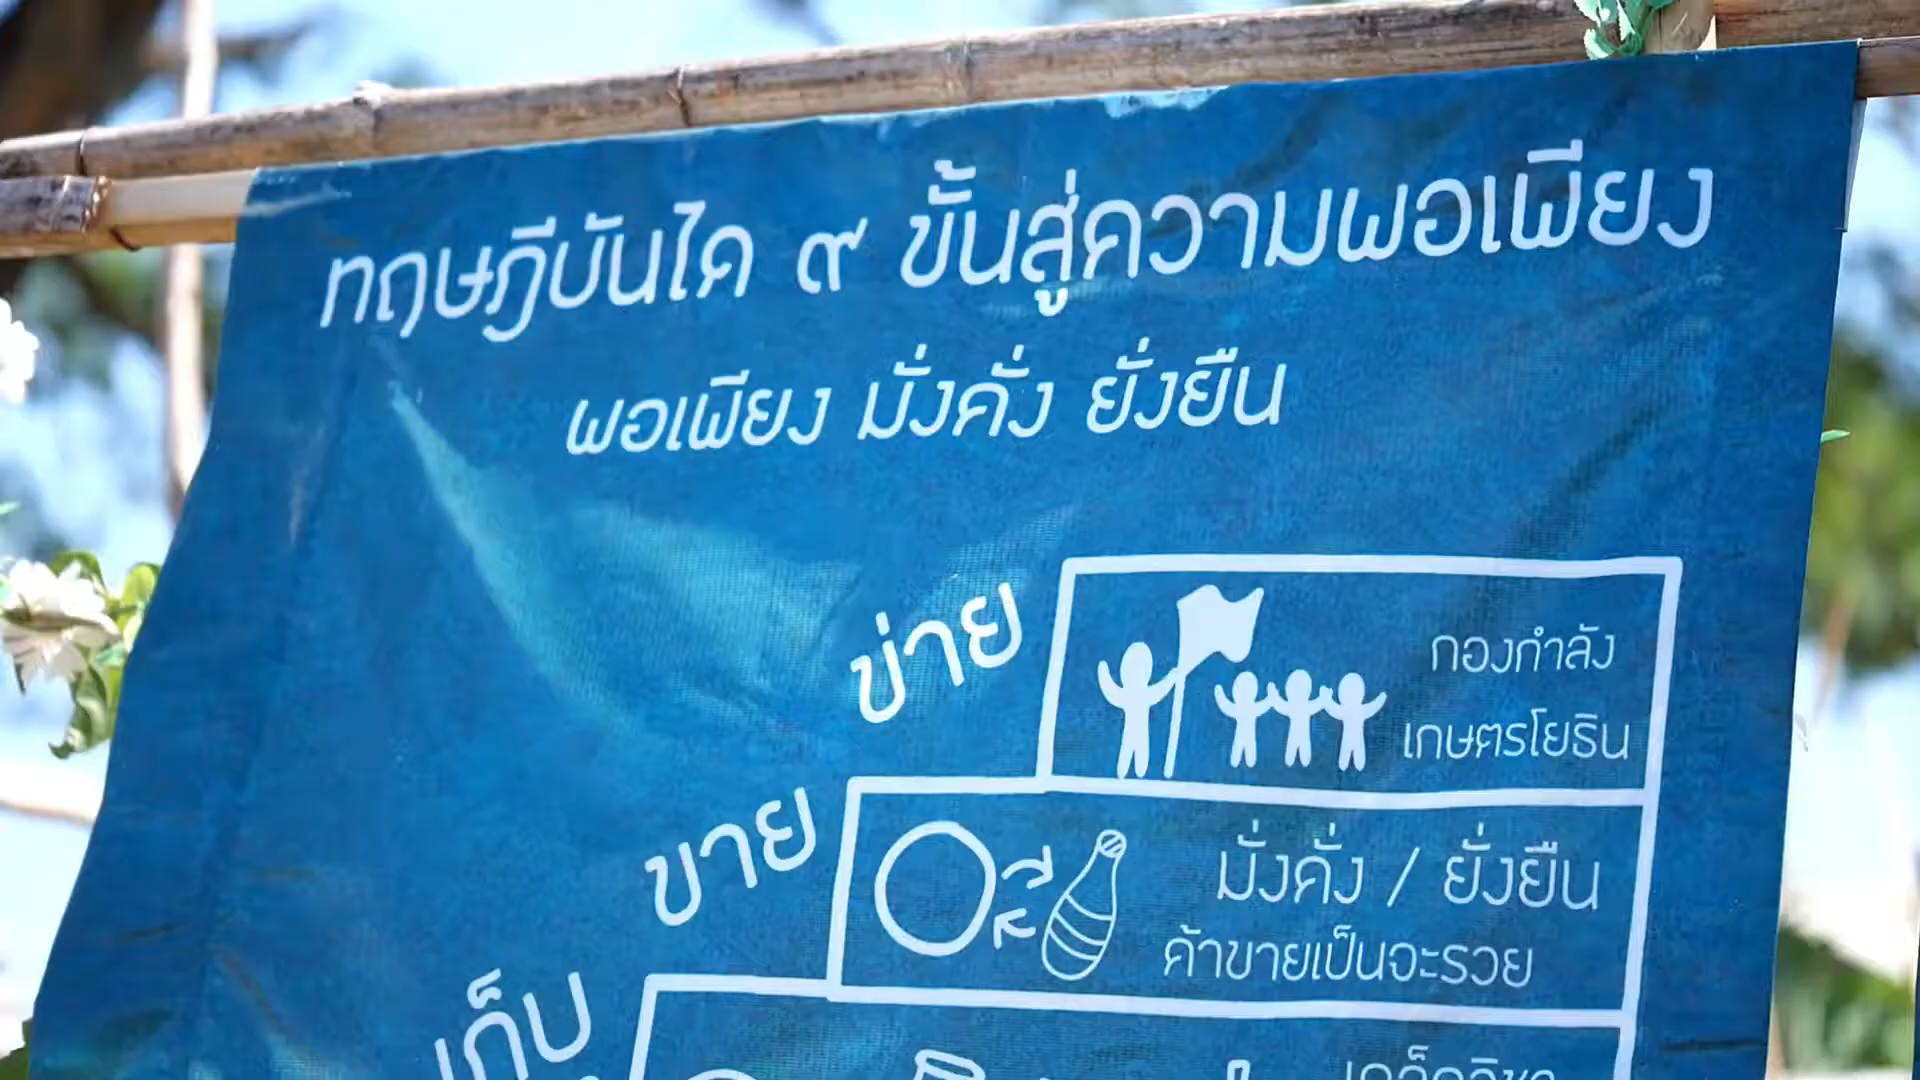 ทฤษฎีบันได ๙ ขั้นสู่ความพอเพียง
พอเพียง มั่งคั่ง ยั่งยืน
ข่าย
กองกำลัง
เกษตรโยธิน
ขาย
มั่งคั่ง / ยั่งยืน
ค้าขายเป็นจะรวย
เก็บ